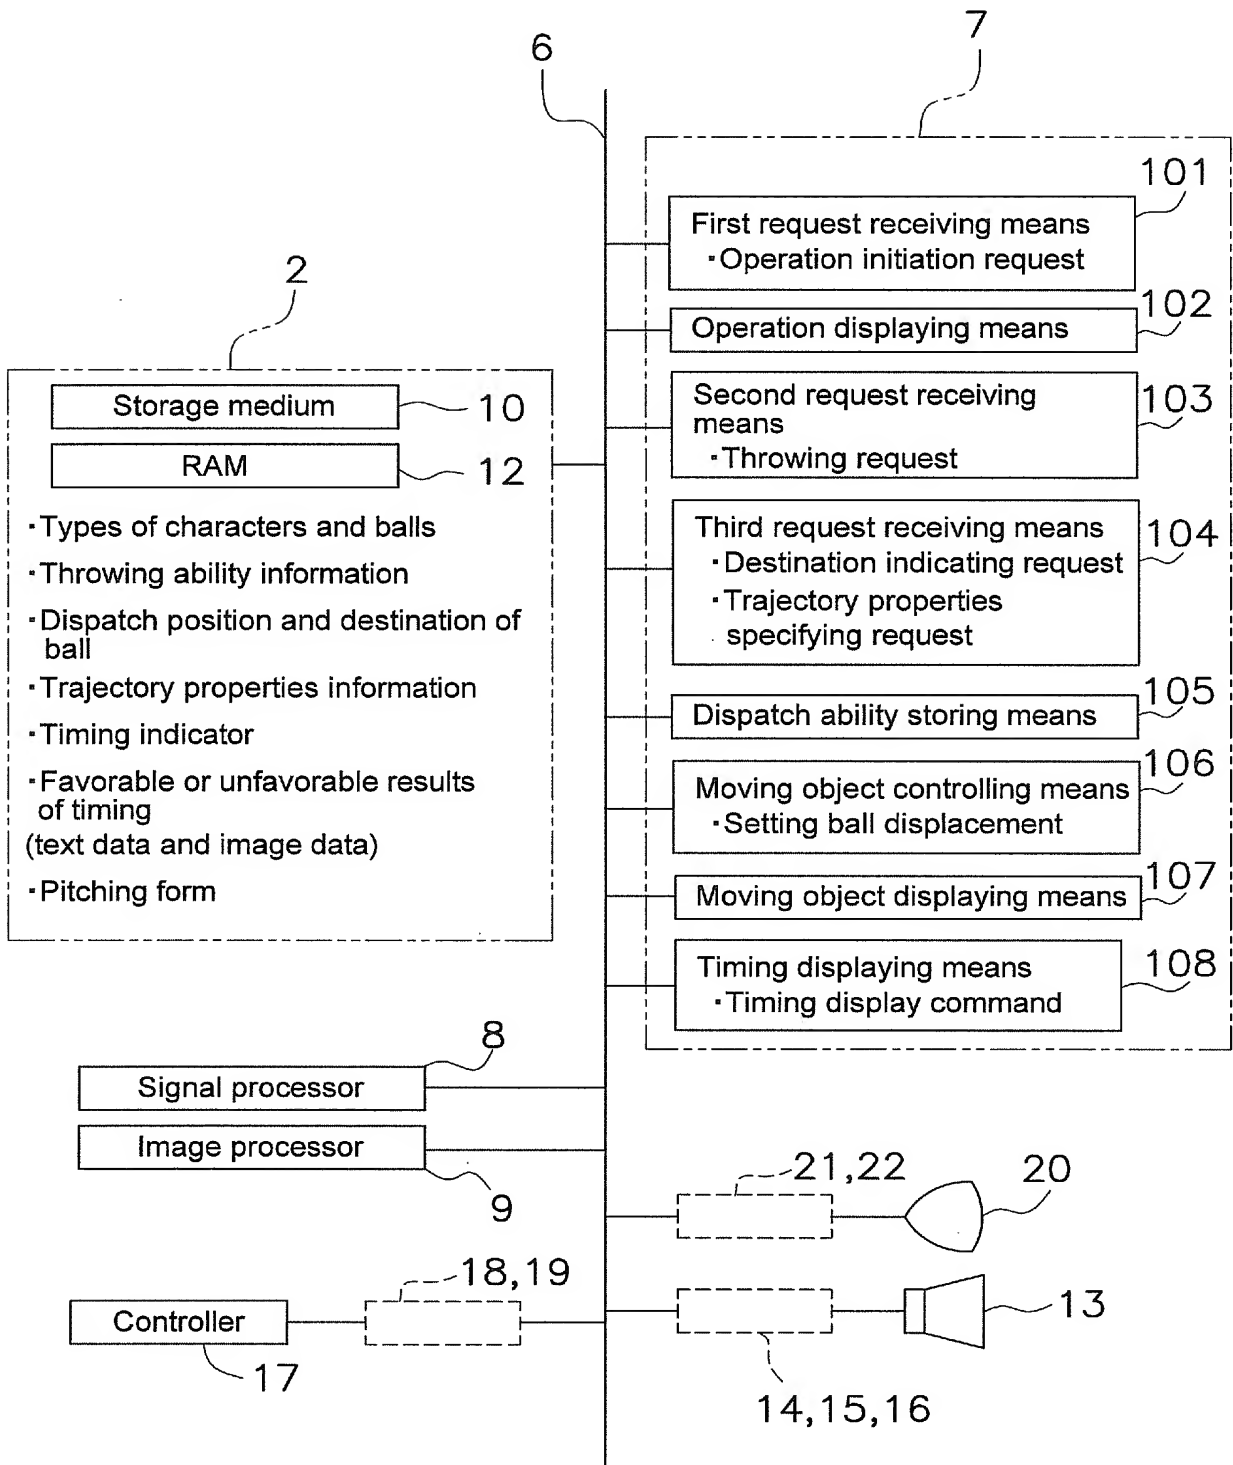 6
7
101
First request receiving means
・Operation initiation request
2
102
Operation displaying means
Storage medium
10
Second request receiving
means
・Throwing request
103
RAM
12
・Types of characters and balls
・Throwing ability information
・Dispatch position and destination of
ball
・Trajectory properties information
・Timing indicator
・Favorable or unfavorable results
of timing
(text data and image data)
・Pitching form
Third request receiving means
・Destination indicating request
・Trajectory properties
specifying request
104
105
Dispatch ability storing means
106
Moving object controlling means
・Setting ball displacement
107
Moving object displaying means
Timing displaying means
・Timing display command
108
8
Signal processor
Image processor
9
21,22
20
18,19
Controller
17
13
14,15,16